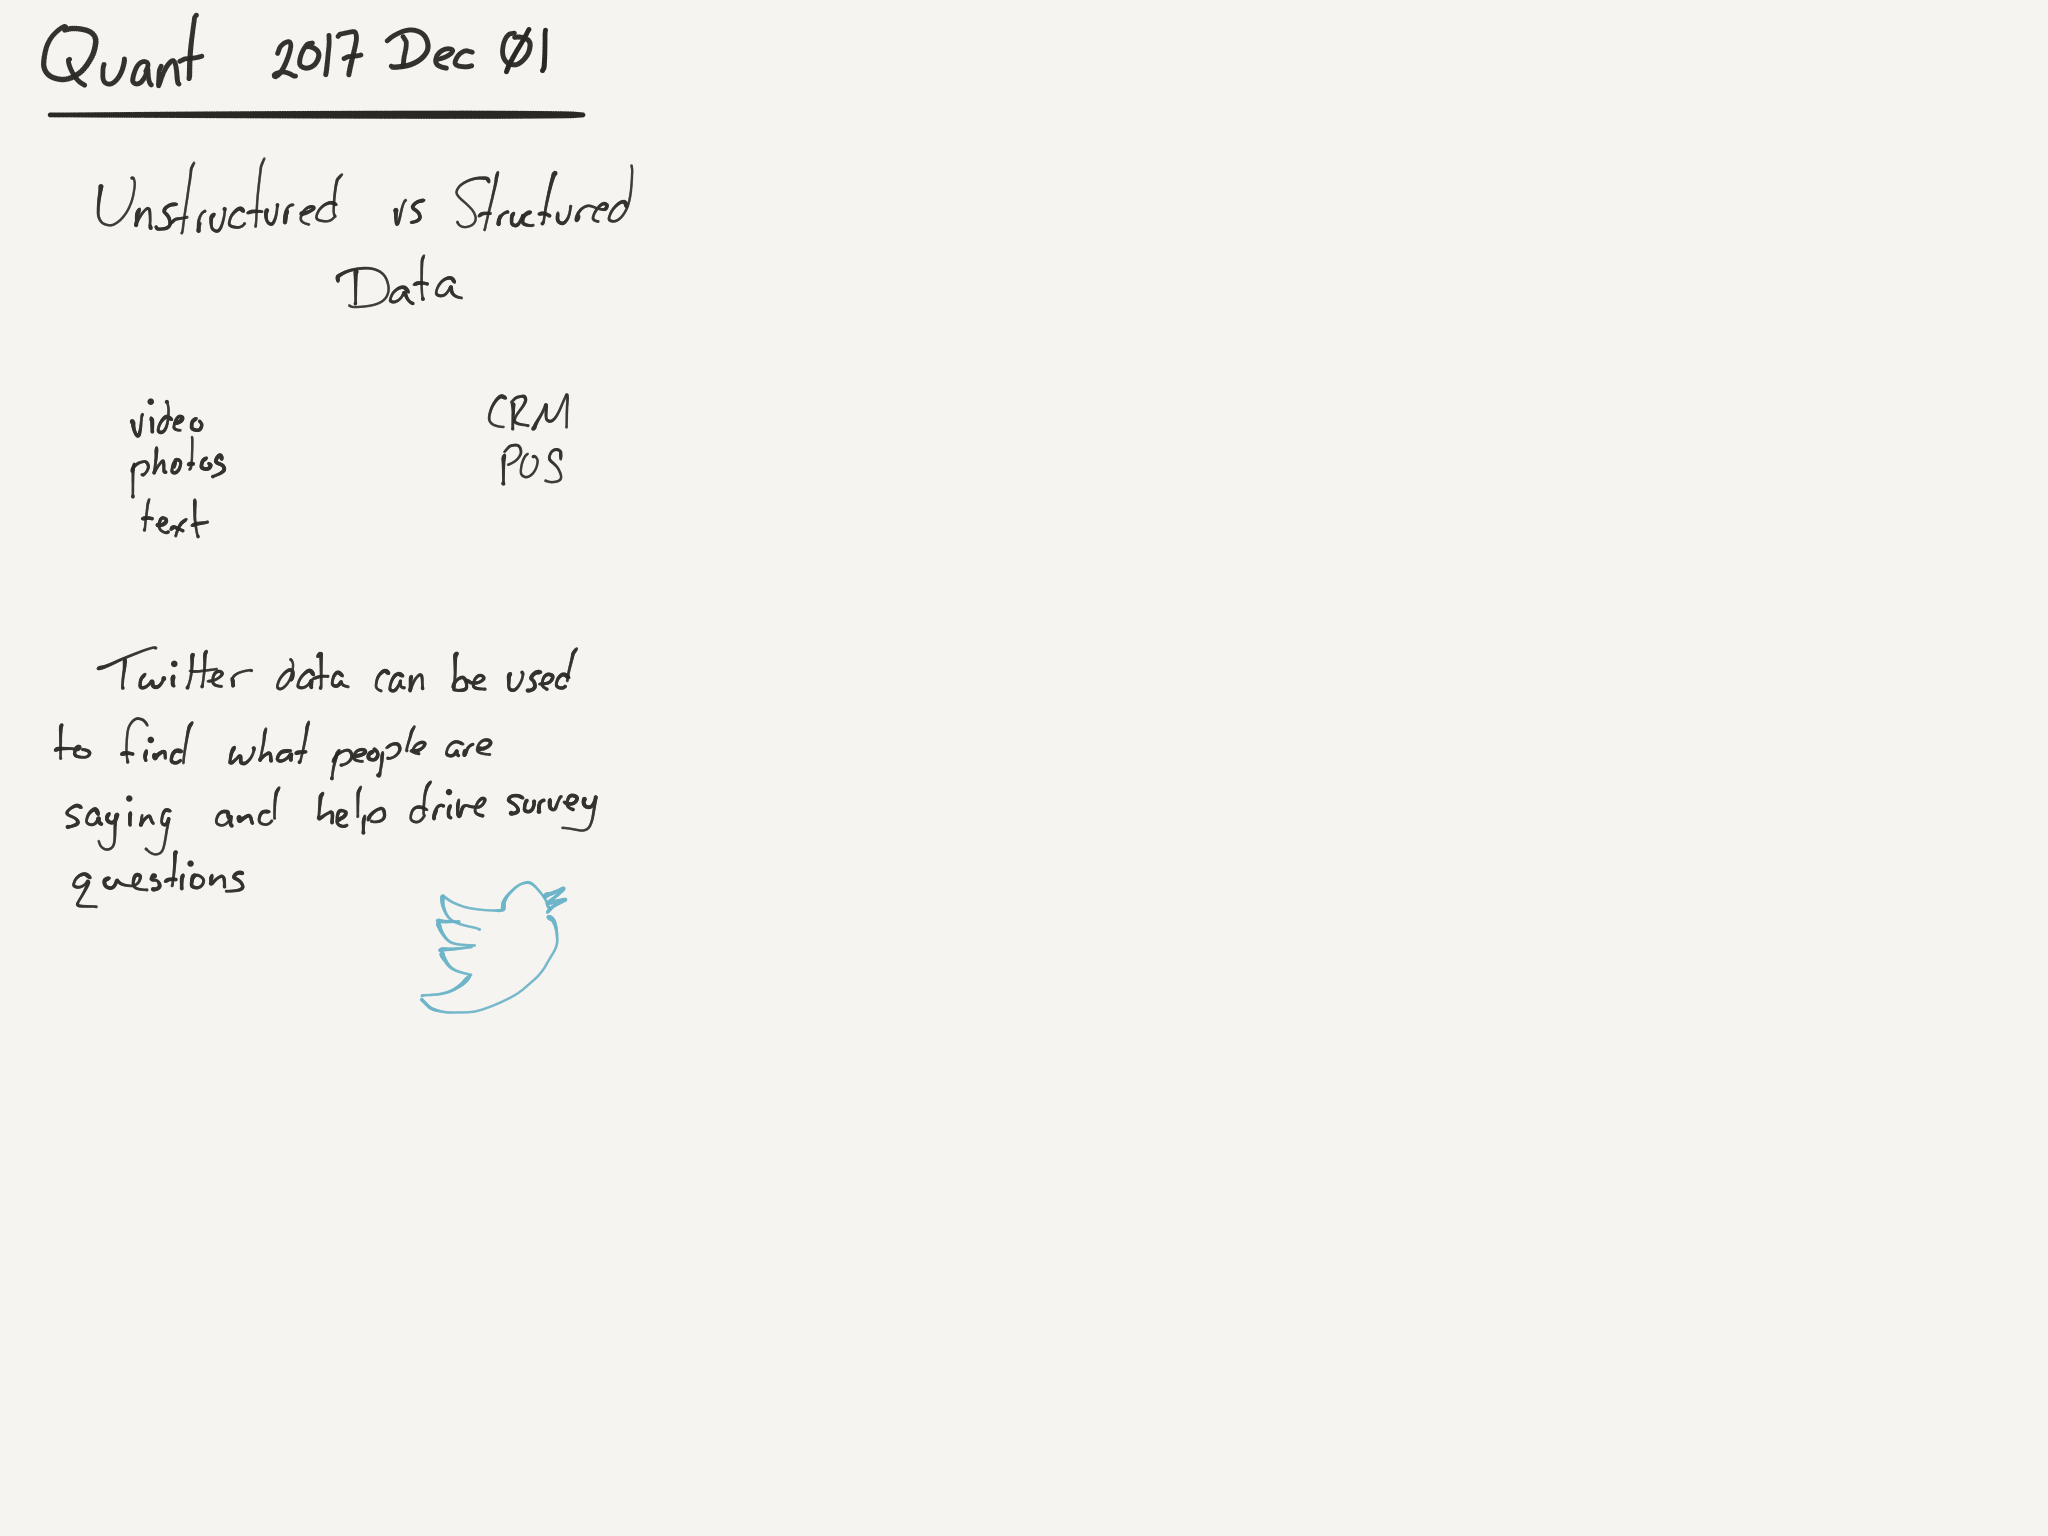 Quant 2017 Dec 01
Unstructured vs Structured
Data
video CRM
photos POS
text
Twitter data can be used
to find what people are
saying and help drive survey
questions